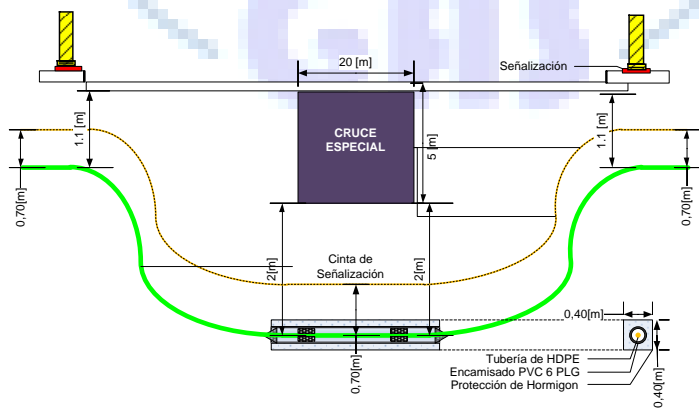 GAS
20 [m]
Señalización
CRUCE
ESPECIAL
1.1 [m]
5 [m]
1.1 [m]
0,70[m]
0,70[m]
2[m]
Cinta de
Señalización
2[m]
0,70[m]
0,40[m]
0,40[m]
Tubería de HDPE
Encamisado PVC 6 PLG
Protección de Hormigon